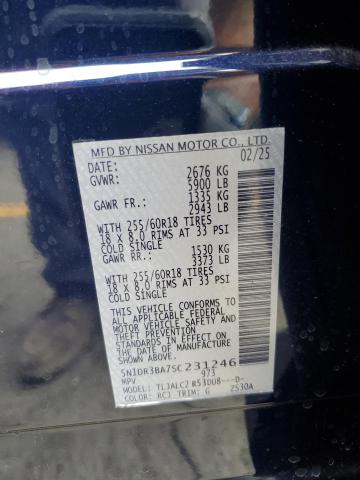 MFD BY NISSAN MOTOR CO., LTD.
DATE: 02/25
GVWR: 2676 KG
5900 LB
GAWR FR.: 1335 KG
2943 LB
WITH 255/60R18 TIRES
18 X 8.0 RIMS AT 33 PSI
COLD SINGLE
GAWR RR.: 1530 KG
3373 LB
WITH 255/60R18 TIRES
18 X 8.0 RIMS AT 33 PSI
COLD SINGLE
THIS VEHICLE CONFORMS TO
ALL APPLICABLE FEDERAL
MOTOR VEHICLE SAFETY AND
THEFT PREVENTION
STANDARDS IN EFFECT ON THE
DATE OF MANUFACTURE SHOWN
ABOVE.
5N1DR3BA7SC231246
MPV 973
MODEL: TLJALC2 R53DU8---D-
COLOR: RCJ TRIM: G ZS30A